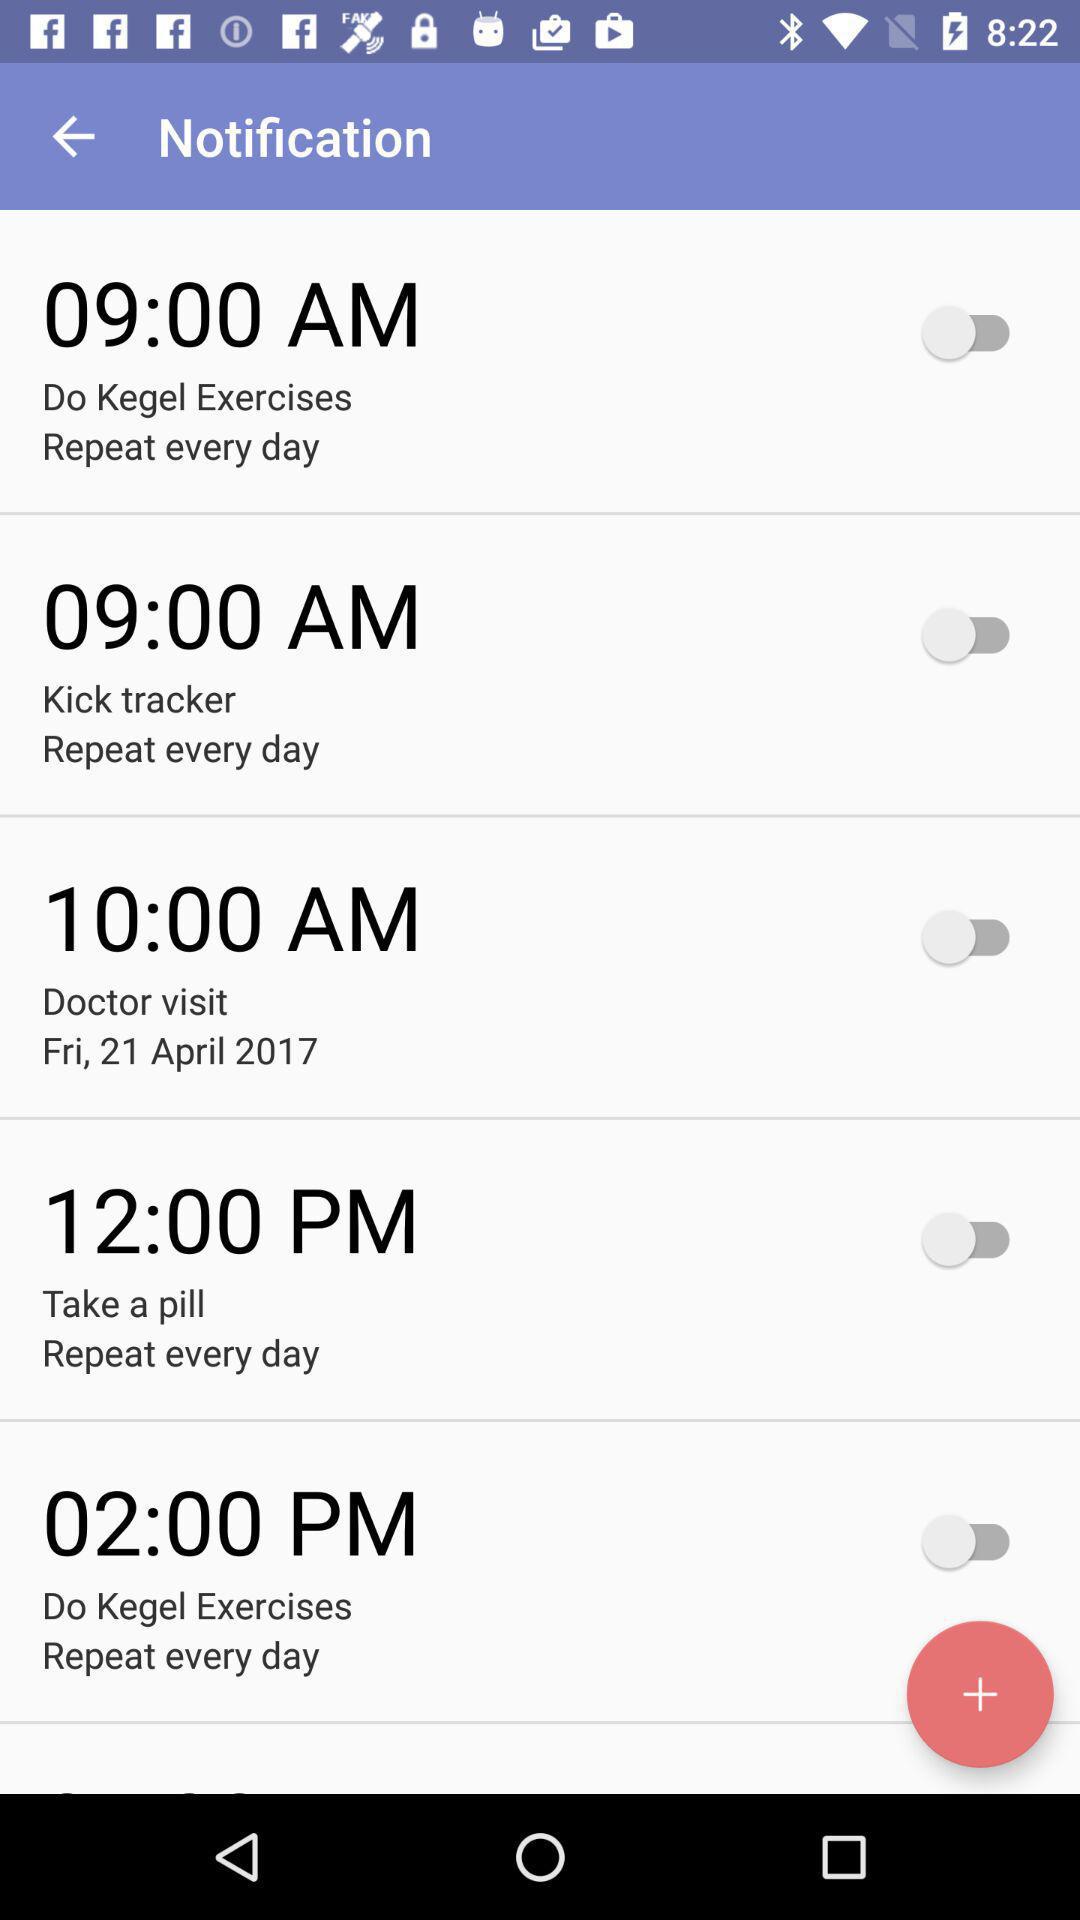 FAKE
8:22
Notification
09:00 AM
Do Kegel Exercises
Repeat every day
09:00 AM
Kick tracker
Repeat every day
10:00 AM
Doctor visit
Fri, 21 April 2017
12:00 PM
Take a pill
Repeat every day
02:00 PM
Do Kegel Exercises
Repeat every day